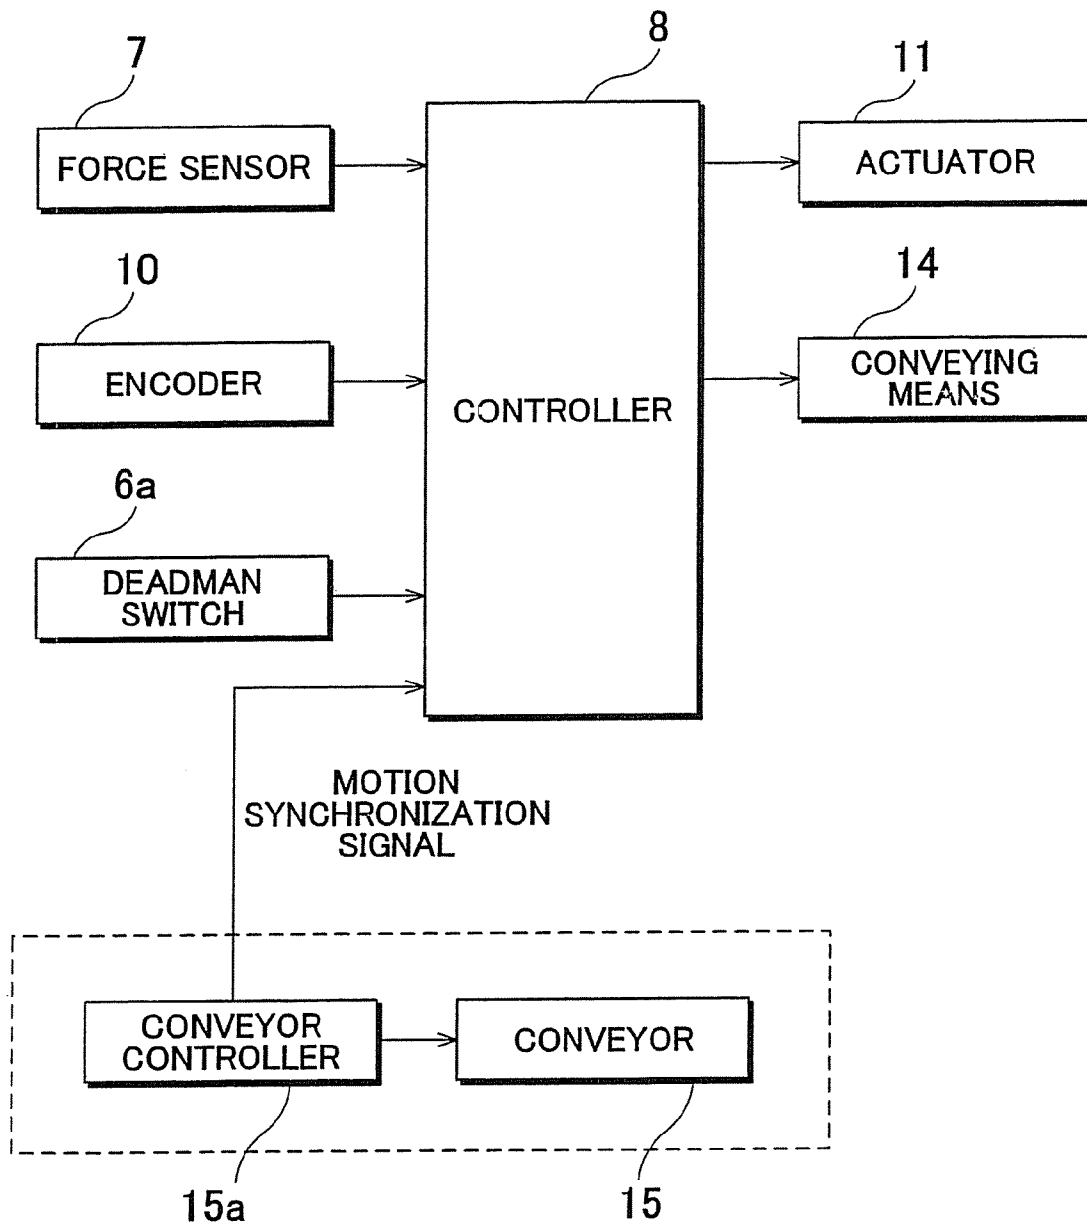 8
7
11
FORCE SENSOR
ACTUATOR
10
14
ENCODER
CONVEYING
MEANS
CONTROLLER
6a
DEADMAN
SWITCH
MOTION
SYNCHRONIZATION
SIGNAL
CONVEYOR
CONTROLLER
CONVEYOR
15a
15